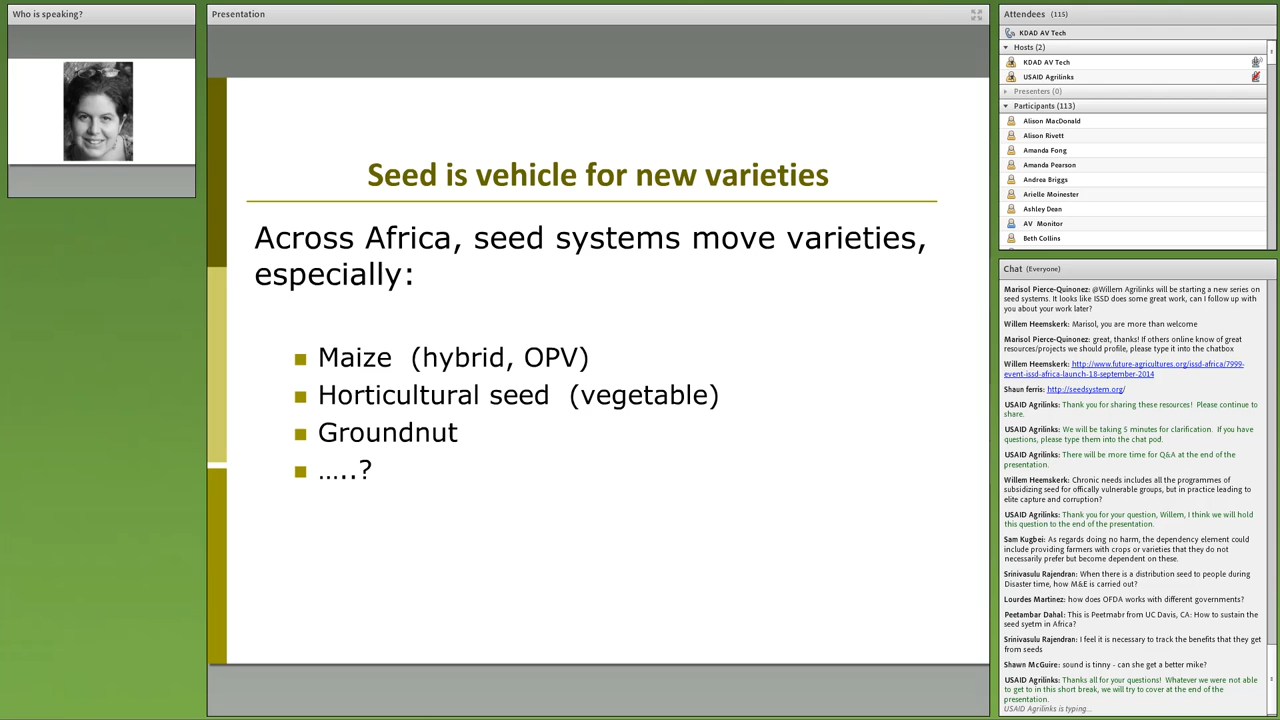 Who is speaking?
Presentation
Seed is vehicle for new varieties
Across Africa, seed systems move varieties,
especially:
Maize (hybrid, OPV)
Horticultural seed (vegetable)
Groundnut
…..?
Attendees (115)
KDAD AV Tech
Hosts (2)
KDAD AV Tech
USAID Agrilinks
Presenters (0)
Participants (113)
Alison MacDonald
Alison Rivett
Amanda Fong
Amanda Pearson
Andrea Briggs
Arielle Moinester
Ashley Dean
AV Monitor
Beth Collins
Chat (Everyone)
Marisol Pierce-Quinonez: @Willem Agrilinks will be starting a new series on
seed systems. It looks like ISSD does some great work, can I follow up with
you about your work later?
Willem Heemskerk: Marisol, you are more than welcome
Marisol Pierce-Quinonez: great, thanks! If others online know of great
resources/projects we should profile, please type it into the chatbox
Willem Heemskerk: http://www.future-agricultures.org/issd-africa/7999-
event-issd-africa-launch-18-september-2014
Shaun ferris: http://seedsystem.org/
USAID Agrilinks: Thank you for sharing these resources! Please continue to
share.
USAID Agrilinks: We will be taking 5 minutes for clarification. If you have
questions, please type them into the chat pod.
USAID Agrilinks: There will be more time for Q&A at the end of the
presentation.
Willem Heemskerk: Chronic needs includes all the programmes of
subsidizing seed for offically vulnerable groups, but in practice leading to
elite capture and corruption?
USAID Agrilinks: Thank you for your question, Willem, I think we will hold
this question to the end of the presentation.
Sam Kugbei: As regards doing no harm, the dependency element could
include providing farmers with crops or varieties that they do not
necessarily prefer but become dependent on these.
Srinivasulu Rajendran: When there is a distribution seed to people during
Disaster time, how M&E is carried out?
Lourdes Martinez: how does OFDA works with different governments?
Peetambar Dahal: This is Peetmabr from UC Davis, CA: How to sustain the
seed syetm in Africa?
Srinivasulu Rajendran: I feel it is necessary to track the benefits that they get
from seeds
Shawn McGuire: sound is tinny - can she get a better mike?
USAID Agrilinks: Thanks all for your questions! Whatever we were not able
to get to in this short break, we will try to cover at the end of the
presentation.
USAID Agrilinks is typing...